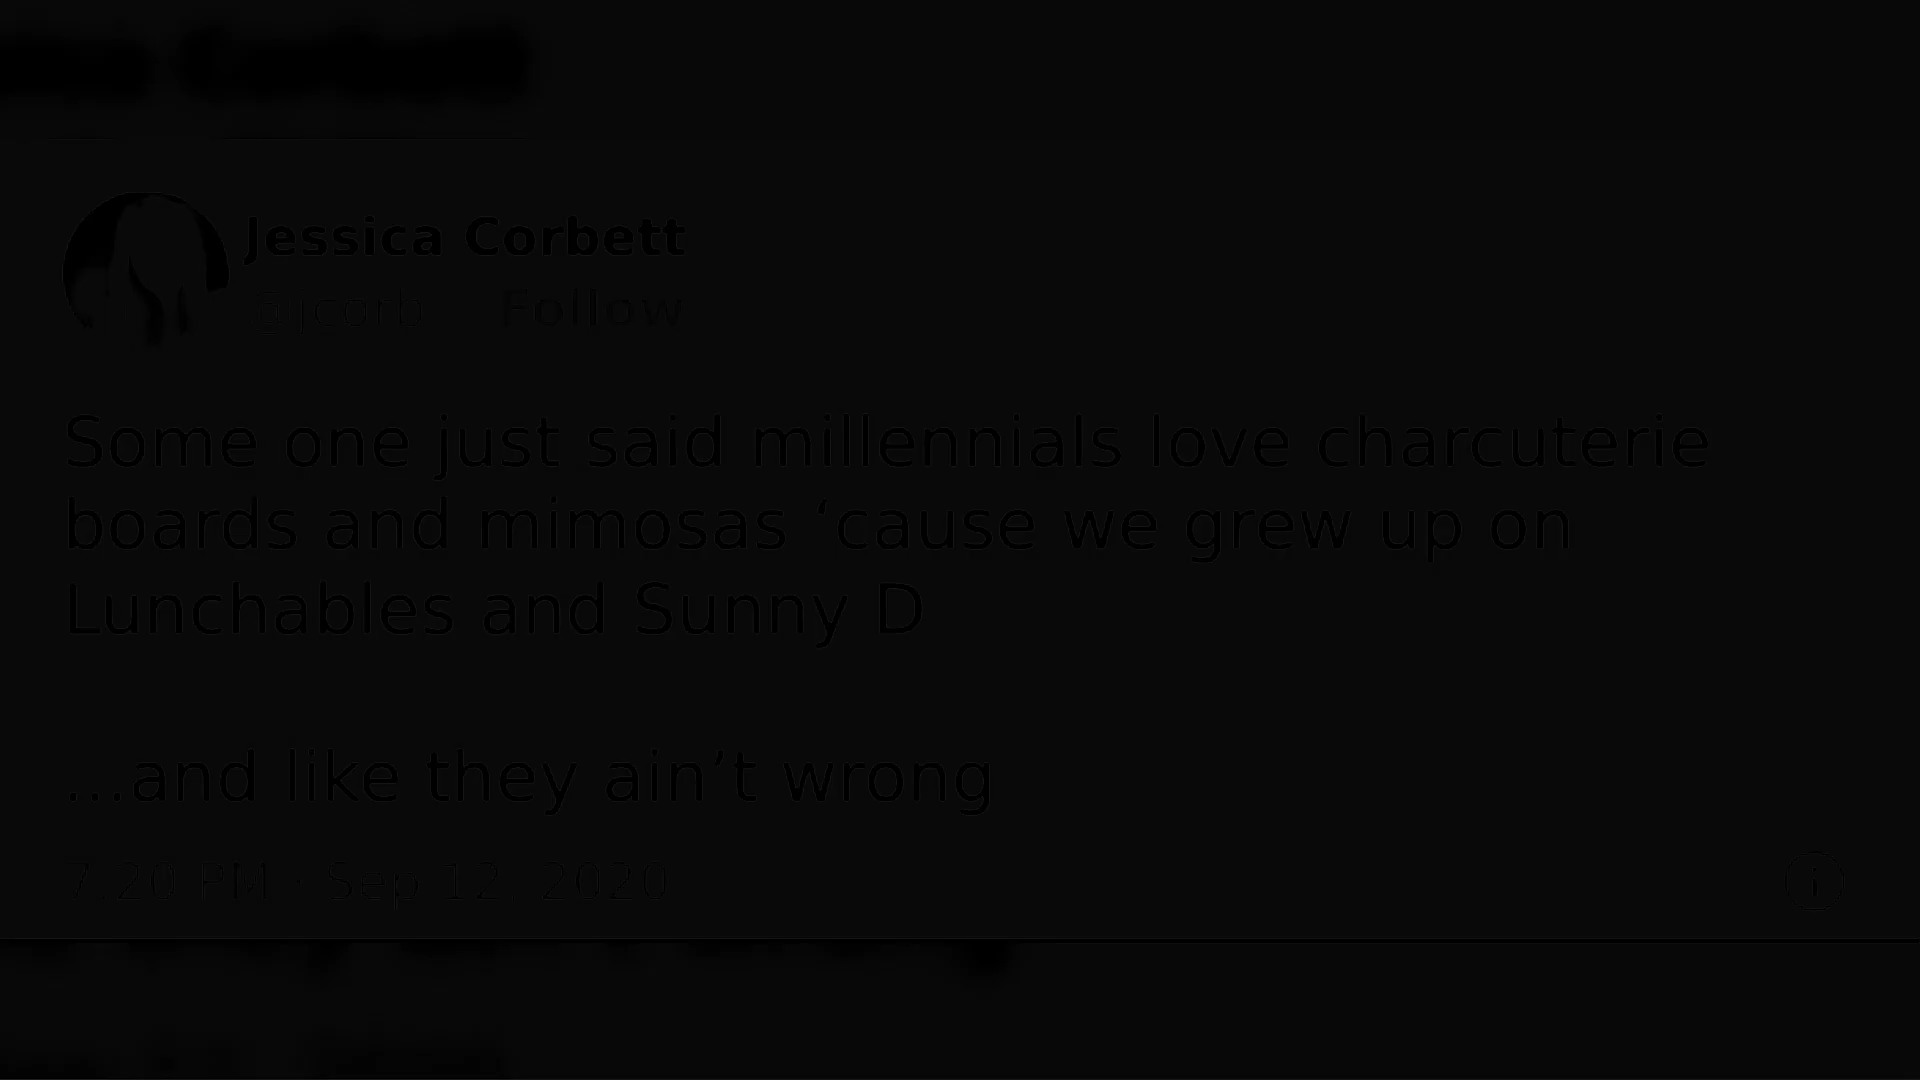 Jessica Corbett
@jcorb Follow
Some one just said millennials love charcuterie
boards and mimosas ‘cause we grew up on
Lunchables and Sunny D
...and like they ain’t wrong
7:20 PM · Sep 12, 2020